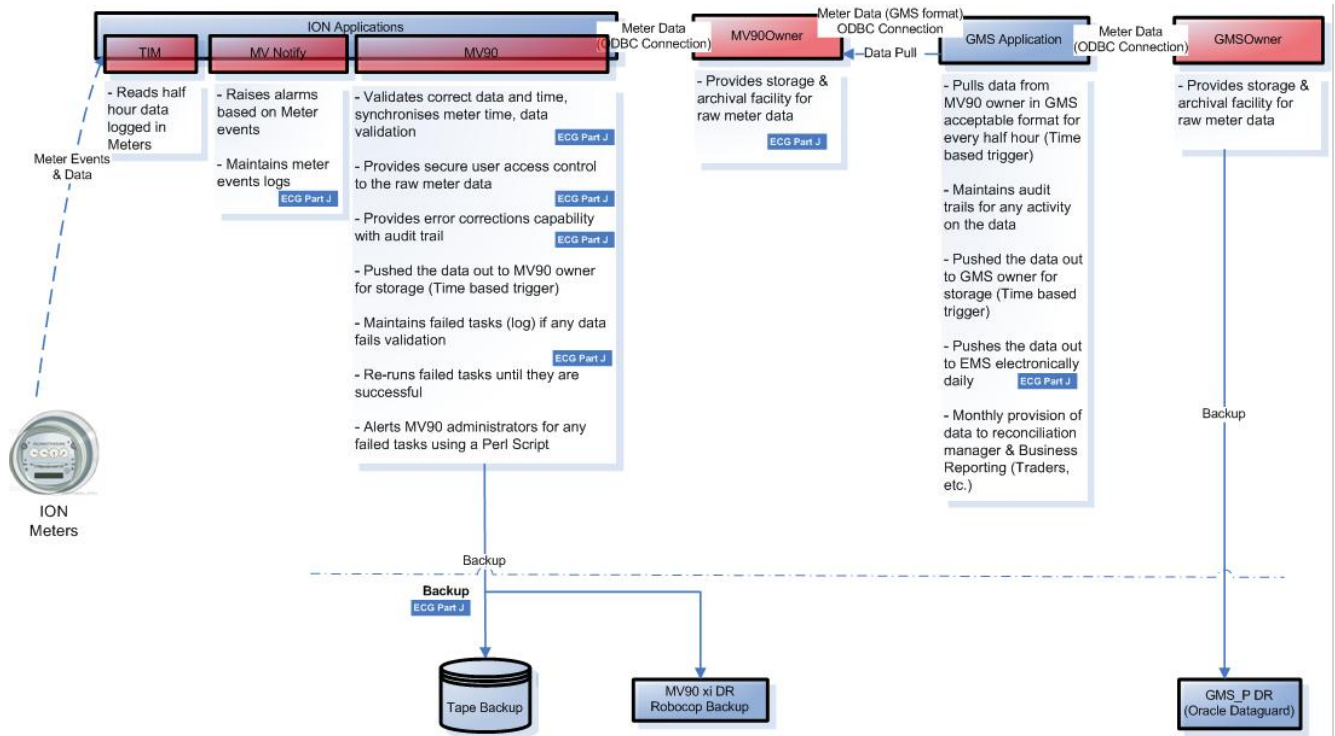 ION Applications
TIM
MV Notify
MV90
Meter Data
(ODBC Connection)
MV90Owner
Meter Data (GMS format)
ODBC Connection
Data Pull
GMS Application
Meter Data
(ODBC Connection)
GMSOwner
- Reads half
hour data
logged in
Meters
- Raises alarms
based on Meter
events
- Maintains meter
events logs
ECG Part J
- Validates correct data and time,
synchronises meter time, data
validation
ECG Part J
- Provides secure user access control
to the raw meter data
ECG Part J
- Provides error corrections capability
with audit trail
ECG Part J
- Pushed the data out to MV90 owner
for storage (Time based trigger)
- Maintains failed tasks (log) if any data
fails validation
ECG Part J
- Re-runs failed tasks until they are
successful
- Alerts MV90 administrators for any
failed tasks using a Perl Script
- Provides storage &
archival facility for
raw meter data
ECG Part J
- Pulls data from
MV90 owner in GMS
acceptable format for
every half hour (Time
based trigger)
- Maintains audit
trails for any activity
on the data
- Pushed the data out
to GMS owner for
storage (Time based
trigger)
- Pushes the data out
to EMS electronically
daily
ECG Part J
- Monthly provision of
data to reconciliation
manager & Business
Reporting (Traders,
etc.)
- Provides storage &
archival facility for
raw meter data
Meter Events
& Data
ION
Meters
Backup
Backup
Backup
ECG Part J
Tape Backup
MV90 xi DR
Robocop Backup
GMS_P DR
(Oracle Dataguard)